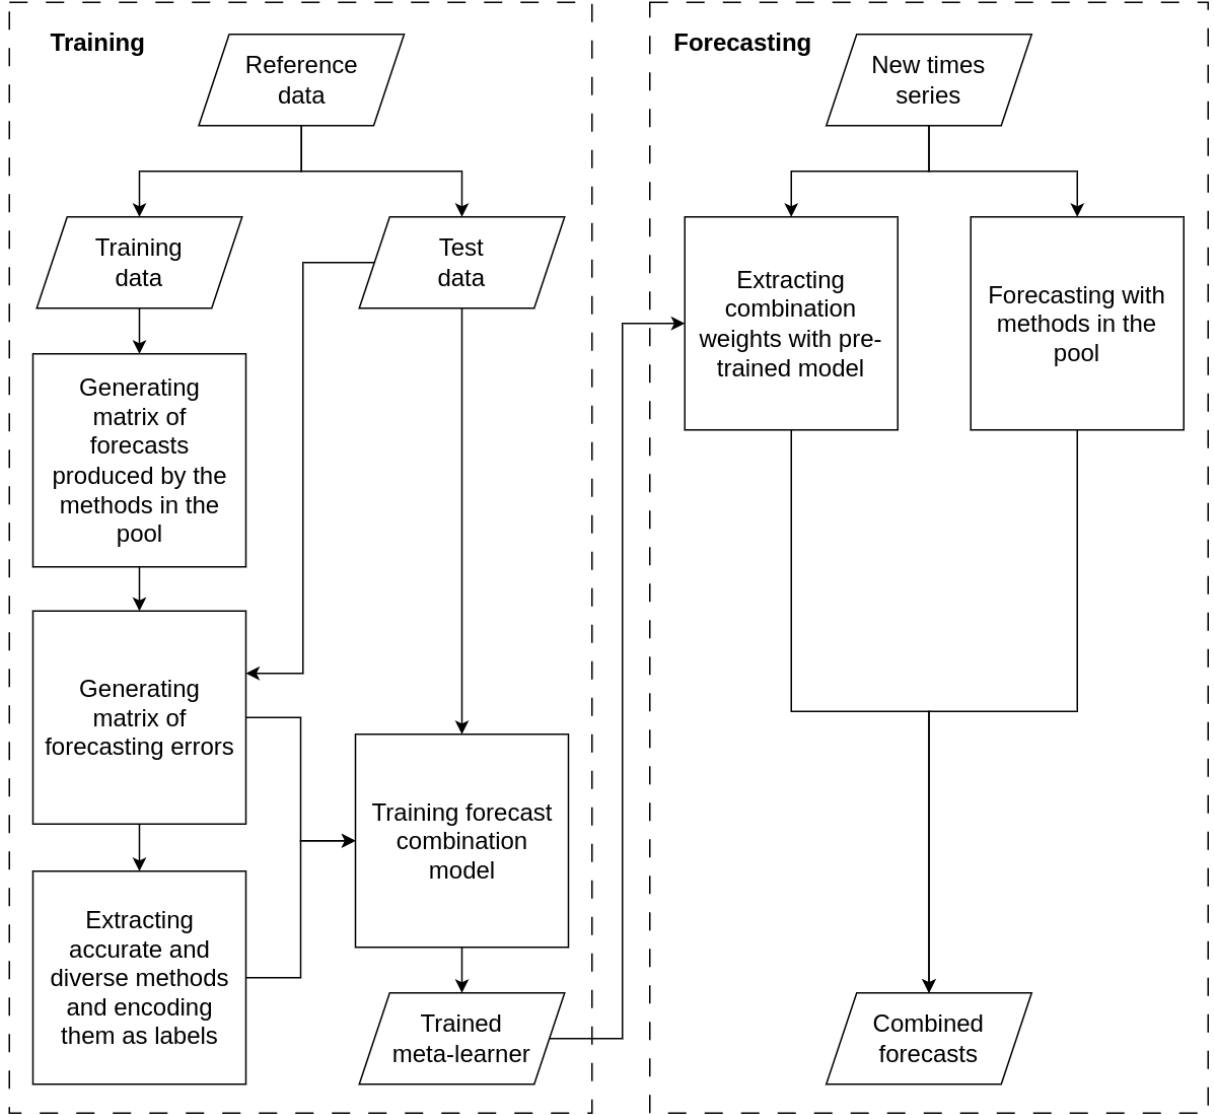 Training
Reference
data
Training
data
Test
data
Generating
matrix of
forecasts
produced by the
methods in the
pool
Generating
matrix of
forecasting errors
Extracting
accurate and
diverse methods
and encoding
them as labels
Training forecast
combination
model
Trained
meta-learner
Forecasting
New times
series
Extracting
combination
weights with pre-
trained model
Forecasting with
methods in the
pool
Combined
forecasts